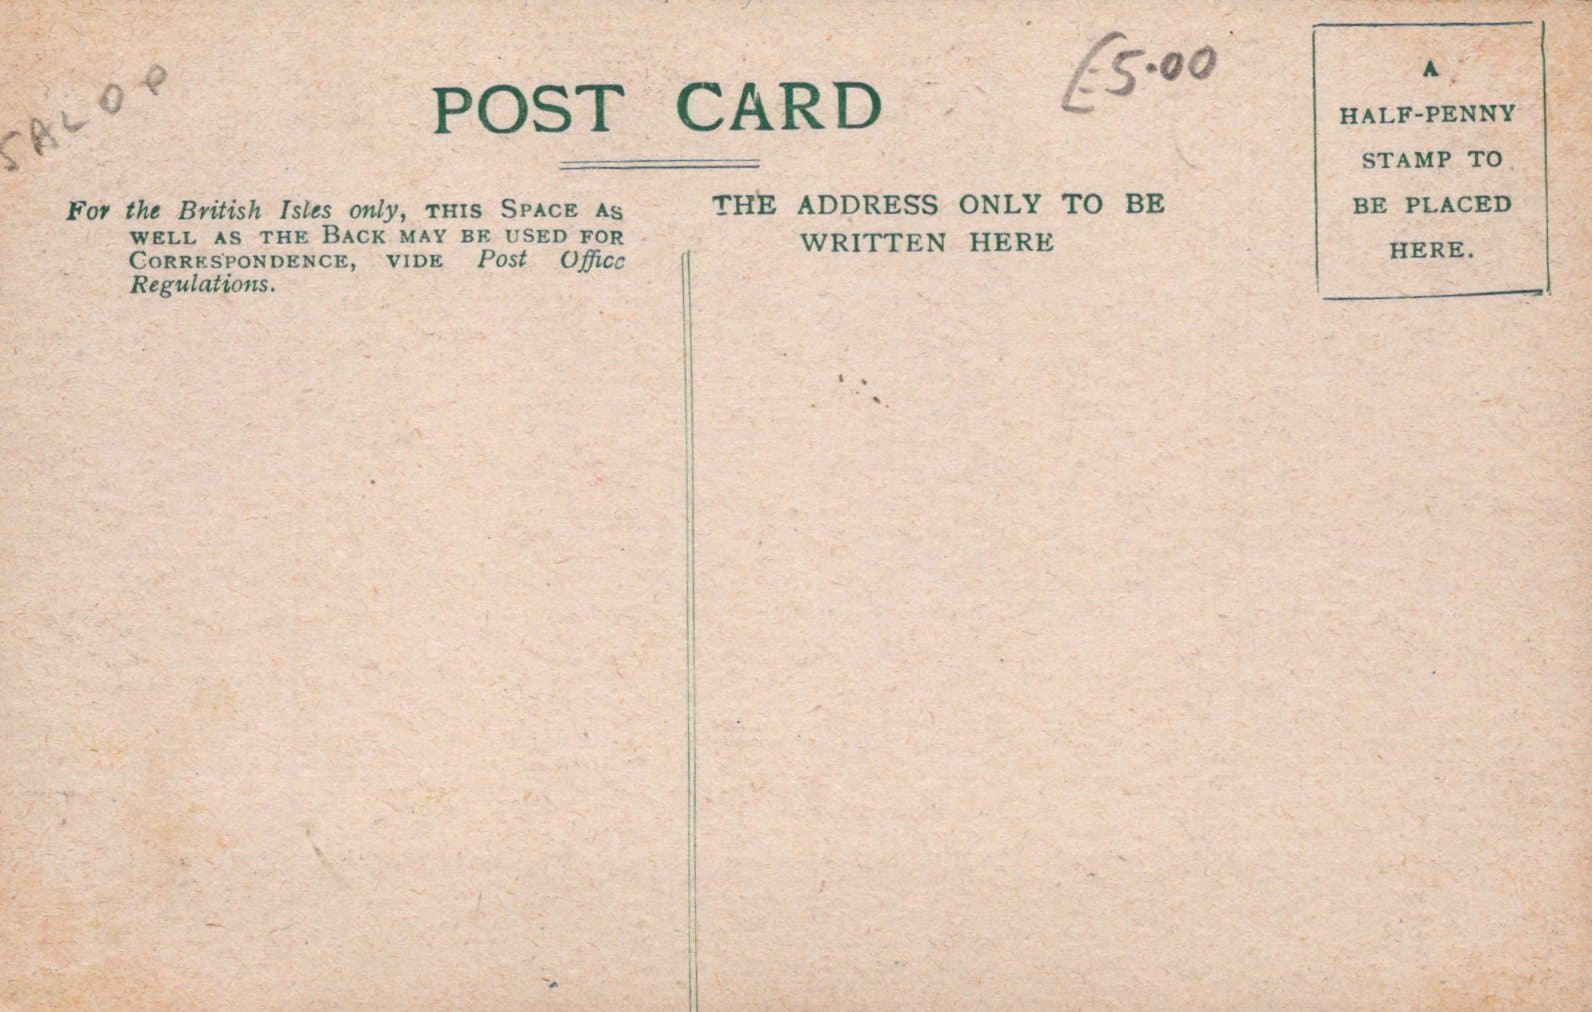 SALOP
£5.00
POST CARD
For the British Isles only, THIS SPACE AS
WELL AS THE BACK MAY BE USED FOR
CORRESPONDENCE, VIDE Post Office
Regulations.
THE ADDRESS ONLY TO BE
WRITTEN HERE
A
HALF-PENNY
STAMP TO
BE PLACED
HERE.